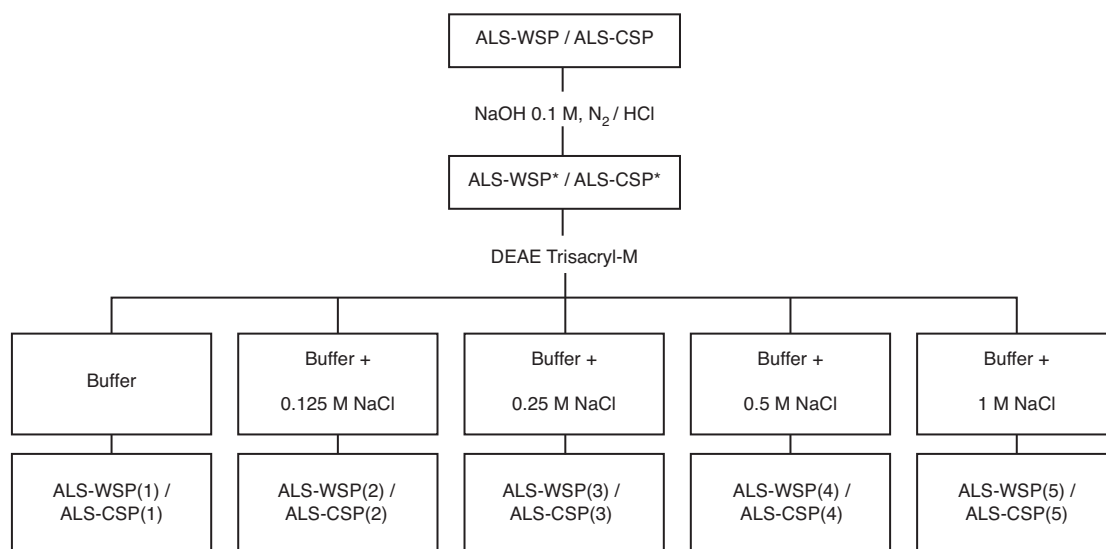 ALS-WSP / ALS-CSP
NaOH 0.1 M, N₂ / HCl
ALS-WSP* / ALS-CSP*
DEAE Trisacryl-M
Buffer
Buffer +
0.125 M NaCl
Buffer +
0.25 M NaCl
Buffer +
0.5 M NaCl
Buffer +
1 M NaCl
ALS-WSP(1) /
ALS-CSP(1)
ALS-WSP(2) /
ALS-CSP(2)
ALS-WSP(3) /
ALS-CSP(3)
ALS-WSP(4) /
ALS-CSP(4)
ALS-WSP(5) /
ALS-CSP(5)